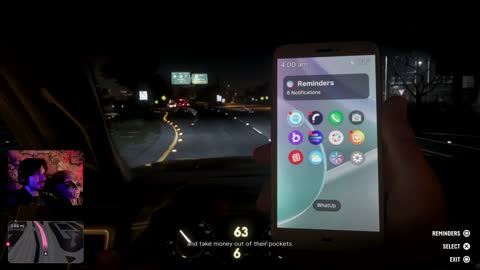 4:00 am
Reminders
6 Notifications
WhatUp
63
6
and take money out of their pockets.
REMINDERS
SELECT
EXIT